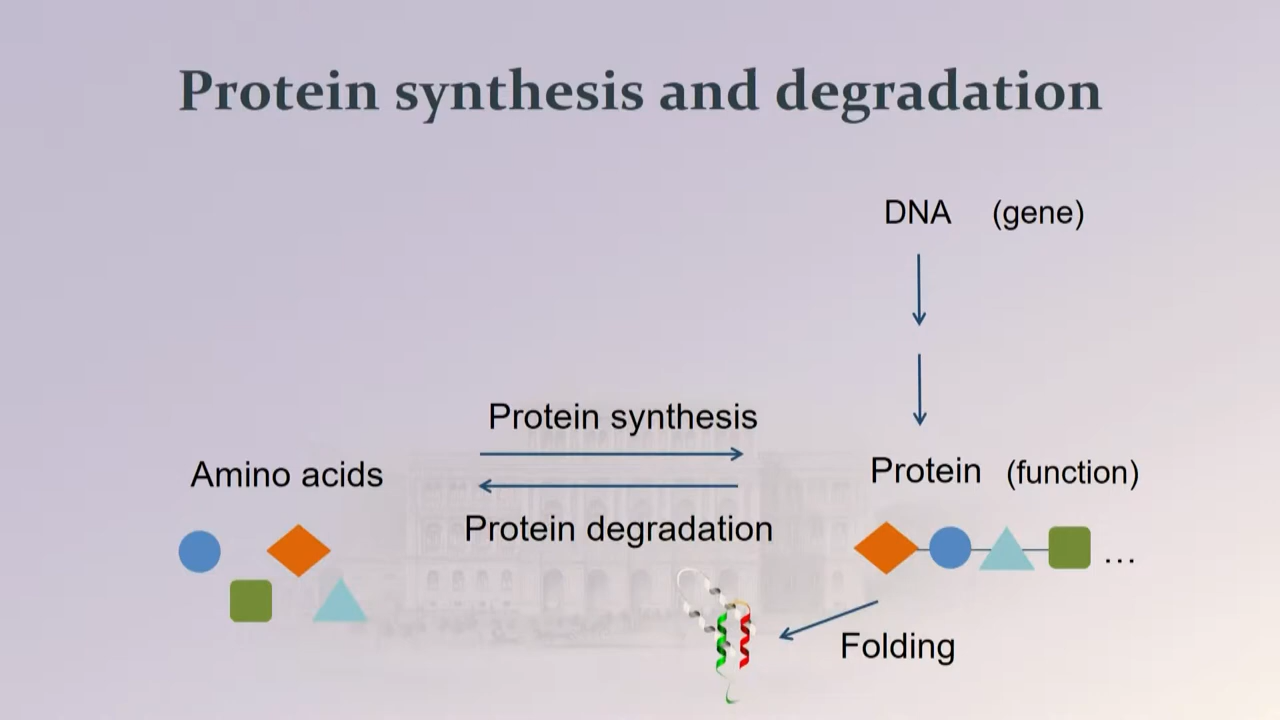 Protein synthesis and degradation
DNA (gene)
Protein synthesis
Amino acids
Protein (function)
Protein degradation
...
Folding